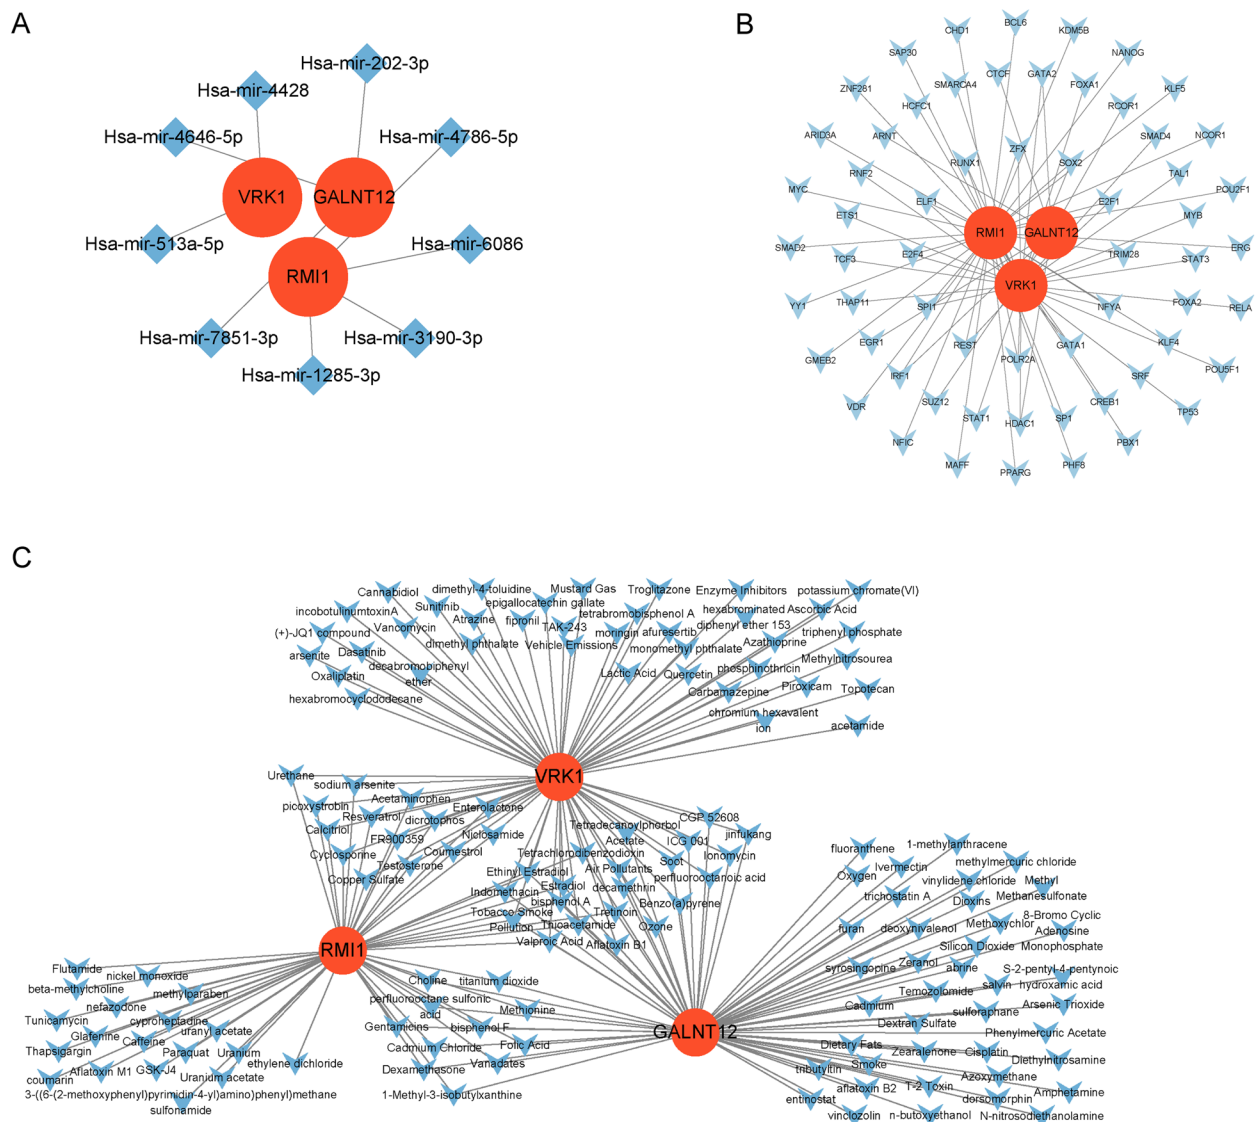 A
Hsa-mir-202-3p
Hsa-mir-4428
Hsa-mir-4646-5p
Hsa-mir-4786-5p
VRK1
GALNT12
Hsa-mir-513a-5p
Hsa-mir-6086
RMI1
Hsa-mir-7851-3p
Hsa-mir-3190-3p
Hsa-mir-1285-3p
B
BCL6
CHD1
KDM5B
SAP30
NANOG
CTCF
GATA2
ZNF281
SMARCA4
FOXA1
KLF5
HCFC1
RCOR1
ARID3A
ARNT
SMAD4
NCOR1
ZFX
RUNX1
SOX2
RNF2
TAL1
MYC
POU2F1
ELF1
E2F1
ETS1
MYB
RMI1
GALNT12
SMAD2
ERG
E2F4
TRIM28
TCF3
STAT3
VRK1
YY1
THAP11
SPI1
NFYA
FOXA2
RELA
EGR1
REST
GATA1
KLF4
GMEB2
POLR2A
POU5F1
IRF1
SRF
VDR
SUZ12
CREB1
TP53
STAT1
HDAC1
SP1
NFIC
PBX1
MAFF
PPARG
PHF8
C
Cannabidiol
dimethyl-4-toluidine
Mustard Gas
Troglitazone
Enzyme Inhibitors
potassium chromate(VI)
incobotulinumtoxinA
Sunitinib
epigallocatechin gallate
tetrabromobisphenol A
hexabrominated
diphenyl ether 153
Ascorbic Acid
(+)-JQ1 compound
Vancomycin
Atrazine
fipronil
TAK-243
moringin
afuresertib
Azathioprine
triphenyl phosphate
arsenite
Dasatinib
dimethyl phthalate
Vehicle Emissions
monomethyl phthalate
Methylnitrosourea
Oxaliplatin
decabromobiphenyl
ether
Lactic Acid
Quercetin
phosphinothricin
hexabromocyclododecane
Carbamazepine
Piroxicam
Topotecan
chromium hexavalent
ion
acetamide
VRK1
Urethane
sodium arsenite
picoxystrobin
Acetaminophen
Enterolactone
Resveratrol
dicrotophos
Calcitriol
FR900359
Niclosamide
Cyclosporine
Coumestrol
Testosterone
Copper Sulfate
Tetradecanoylphorbol
Acetate
CGP 52608
ICG 001
jinfukang
Tetrachlorodibenzodioxin
Soot
Ionomycin
Ethinyl Estradiol
Air Pollutants
perfluorooctanoic acid
Indomethacin
Estradiol
decamethrin
bisphenol A
Benzo(a)pyrene
Tobacco Smoke
Pollution
Tretinoin
Thioacetamide
Ozone
Valproic Acid
Aflatoxin B1
fluoranthene
1-methylanthracene
Oxygen
Ivermectin
methylmercuric chloride
vinylidene chloride
Methyl
Methanesulfonate
trichostatin A
Dioxins
furan
deoxynivalenol
Methoxychlor
8-Bromo Cyclic
Adenosine
Monophosphate
Silicon Dioxide
syrosingopine
Zeranol
abrine
S-2-pentyl-4-pentynoic
hydroxamic acid
Temozolomide
salvin
Cadmium
sulforaphane
Arsenic Trioxide
Dextran Sulfate
Phenylmercuric Acetate
RMI1
GALNT12
Flutamide
nickel monoxide
beta-methylcholine
methylparaben
nefazodone
Tunicamycin
cyproheptadine
uranyl acetate
Glafenine
Caffeine
Thapsigargin
Paraquat
Uranium
ethylene dichloride
coumarin
Aflatoxin M1
GSK-J4
Uranium acetate
3-((6-(2-methoxyphenyl)pyrimidin-4-yl)amino)phenyl)methane
sulfonamide
Choline
titanium dioxide
perfluorooctane sulfonic
acid
Methionine
Gentamicins
bisphenol F
Cadmium Chloride
Folic Acid
Dexamethasone
Vanadates
1-Methyl-3-isobutylxanthine
Dietary Fats
Zearalenone
Cisplatin
Diethylnitrosamine
tributyltin
Smoke
Azoxymethane
entinostat
aflatoxin B2
T-2 Toxin
dorsomorphin
Amphetamine
vinclozolin
n-butoxyethanol
N-nitrosodiethanolamine